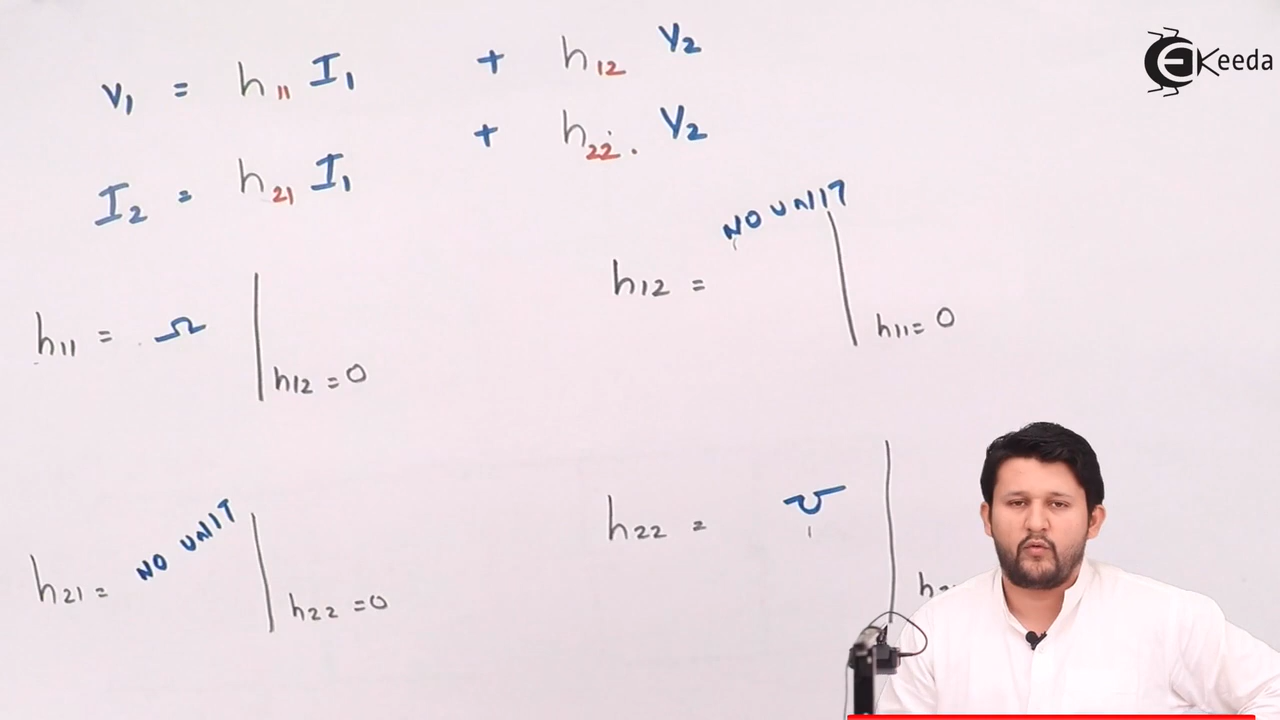 V1 = h11 I1 + h12 V2
I2 = h21 I1 + h22 . V2
h11 = Ω | h12 = 0
h12 = NO UNIT | h11 = 0
h21 = NO UNIT | h22 = 0
h22 = ℧ |
EKeeda